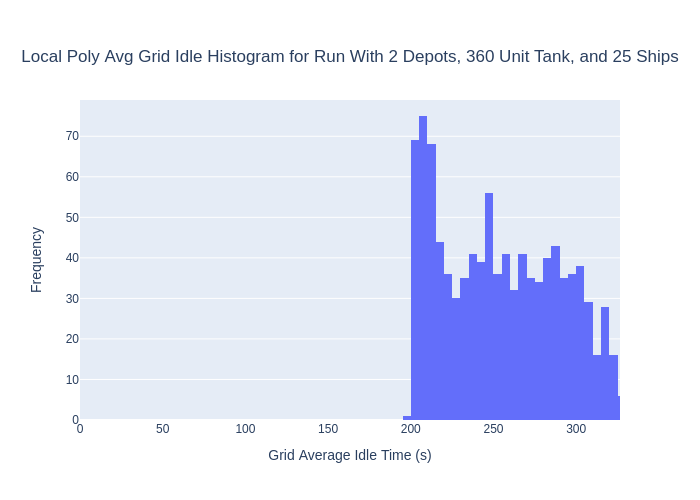 Local Poly Avg Grid Idle Histogram for Run With 2 Depots, 360 Unit Tank, and 25 Ships
Frequency
70
60
50
40
30
20
10
0
0 50 100 150 200 250 300
Grid Average Idle Time (s)